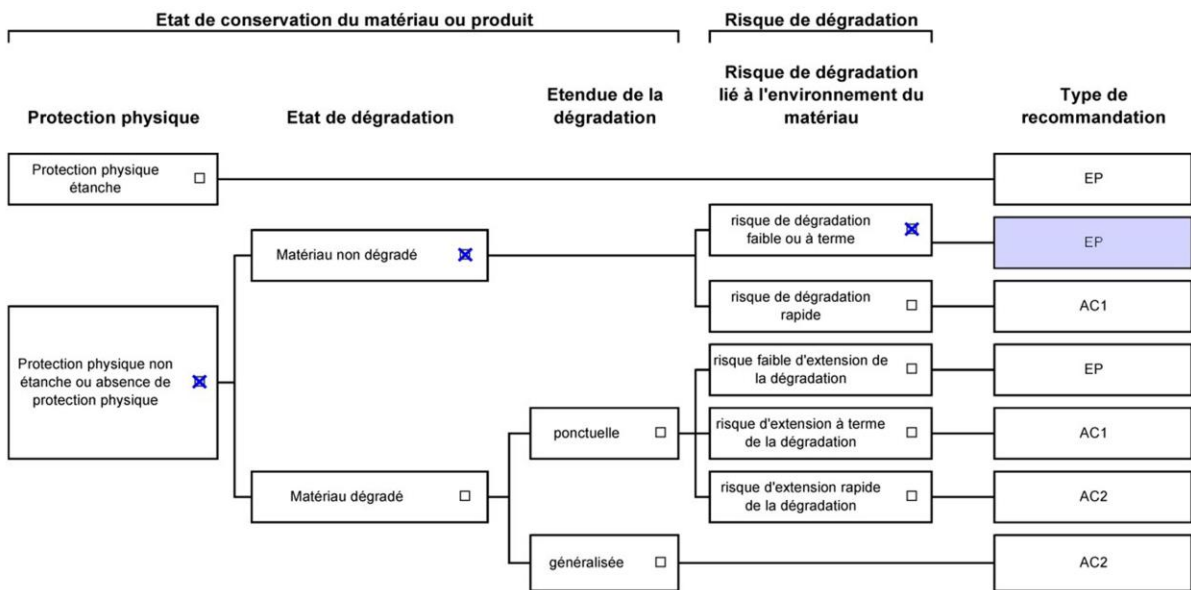 Etat de conservation du matériau ou produit
Risque de dégradation
Protection physique
Etat de dégradation
Etendue de la
dégradation
Risque de dégradation
lié à l'environnement du
matériau
Type de
recommandation
Protection physique
étanche
EP
risque de dégradation
faible ou à terme
EP
Matériau non dégradé
risque de dégradation
rapide
AC1
Protection physique non
étanche ou absence de
protection physique
risque faible d'extension de
la dégradation
EP
ponctuelle
risque d'extension à terme
de la dégradation
AC1
Matériau dégradé
risque d'extension rapide
de la dégradation
AC2
généralisée
AC2